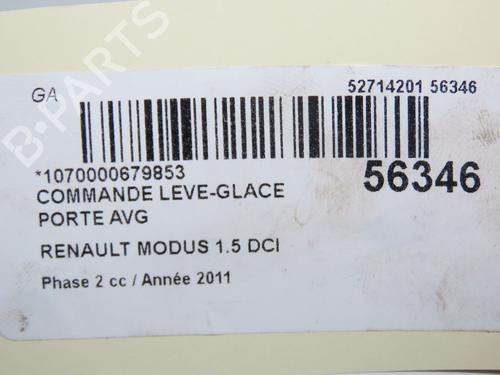 GA
52714201 56346
*1070000679853
56346
COMMANDE LEVE-GLACE
PORTE AVG
RENAULT MODUS 1.5 DCI
Phase 2 cc / Année 2011
B-PARTS